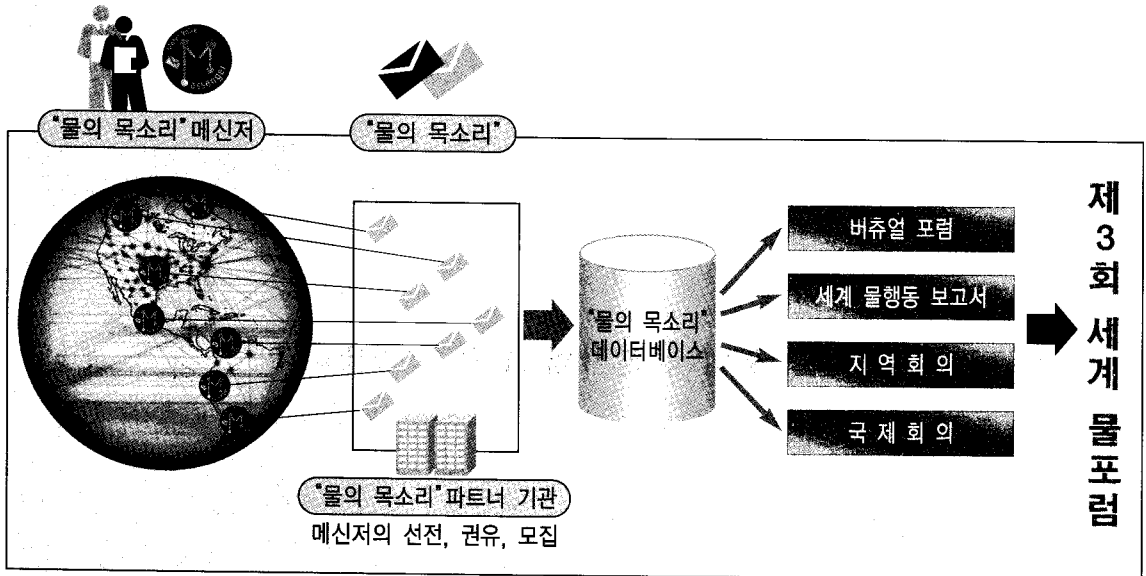 "물의 목소리" 메신저
"물의 목소리"
"물의 목소리"
데이터베이스
버츄얼 포럼
세계 물행동 보고서
지역회의
국제회의
제3회 세계 물포럼
"물의 목소리" 파트너 기관
메신저의 선전, 권유, 모집